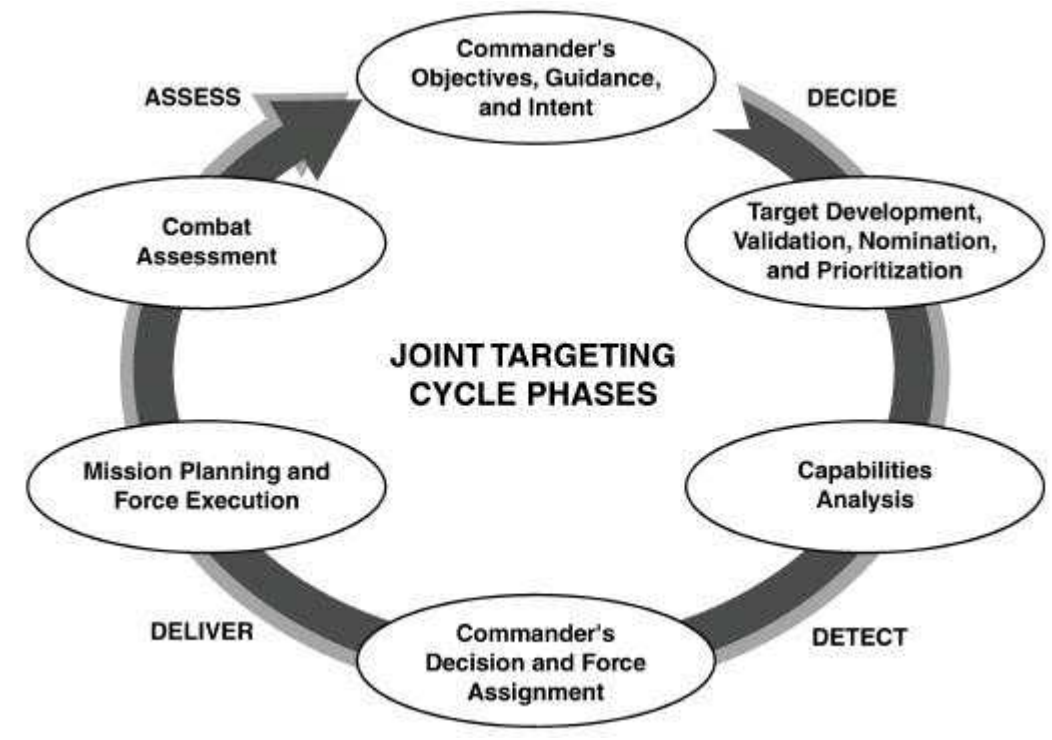 Commander's
Objectives, Guidance,
and Intent
ASSESS
DECIDE
Combat
Assessment
Target Development,
Validation, Nomination,
and Prioritization
JOINT TARGETING
CYCLE PHASES
Mission Planning and
Force Execution
Capabilities
Analysis
DELIVER
Commander's
Decision and Force
Assignment
DETECT